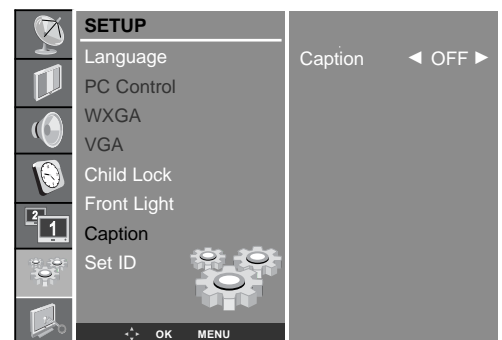 SETUP
Language
PC Control
WXGA
VGA
Child Lock
Front Light
Caption
Set ID
OK MENU
Caption ◄ OFF ►
2
1